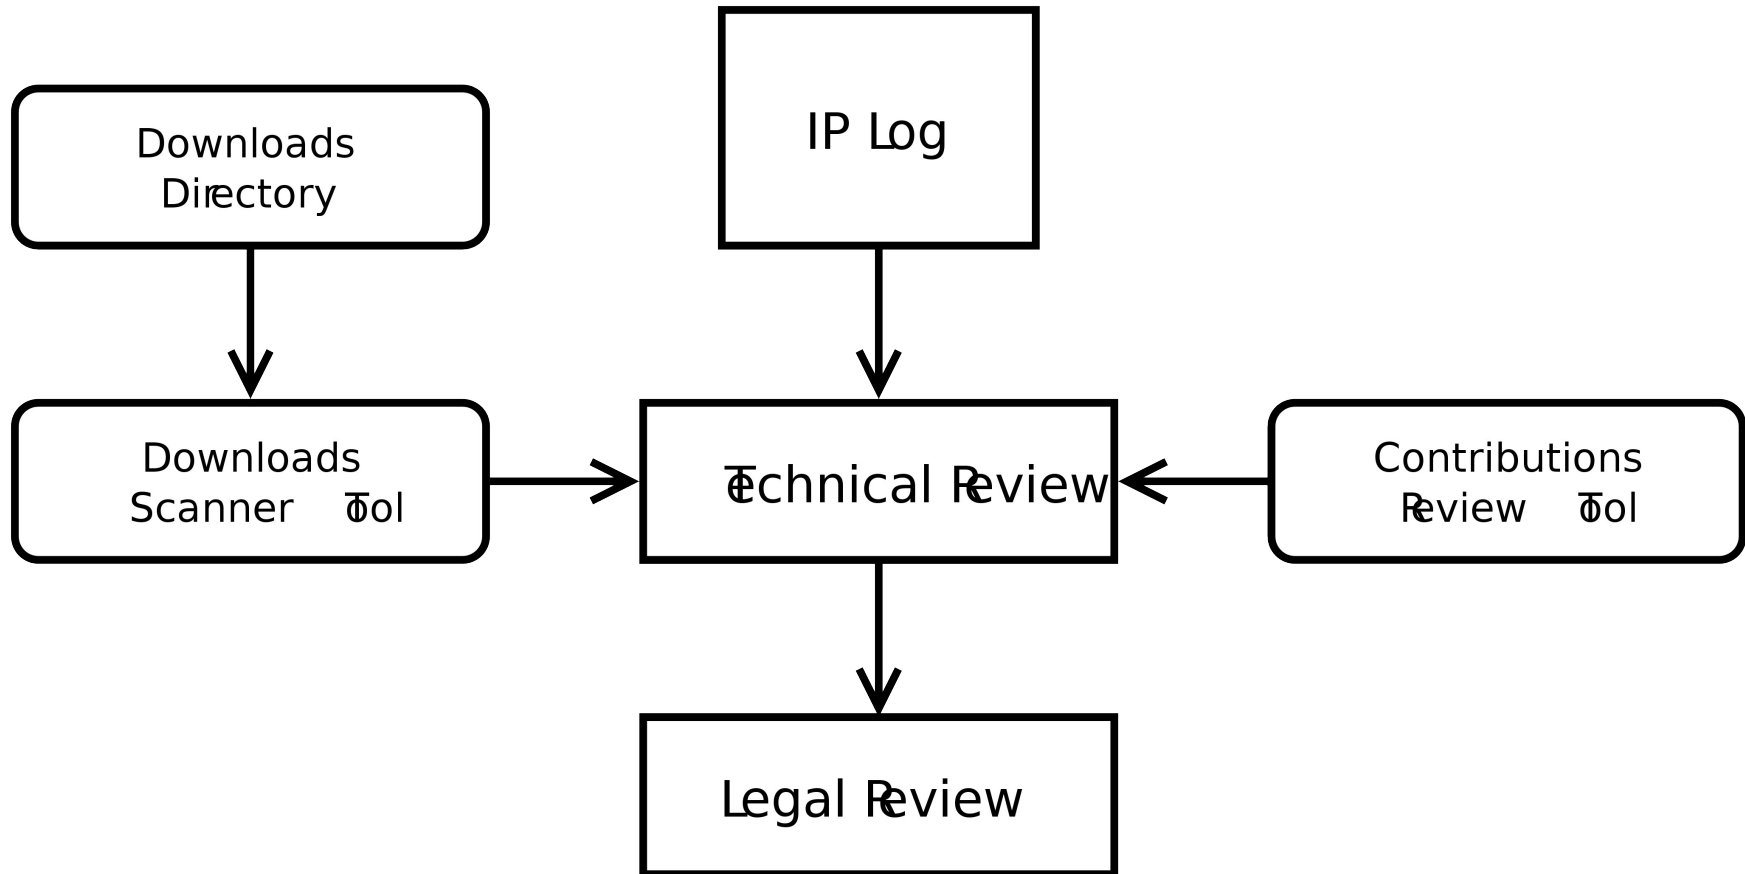 IP Log
Downloads
Directory
Downloads
Scanner Tool
Technical Review
Contributions
Review Tool
Legal Review